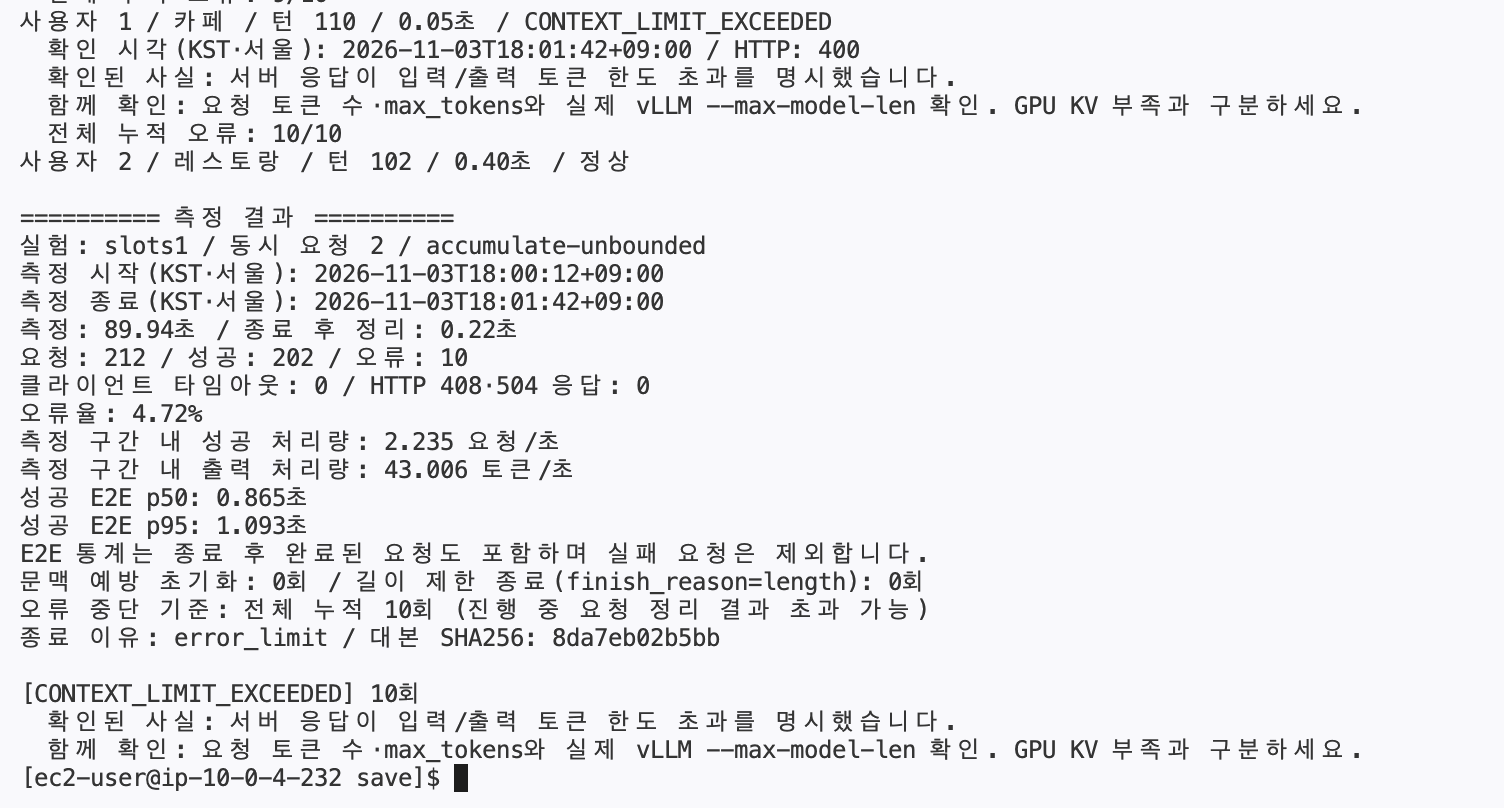 사용자 1 / 카페 / 턴 110 / 0.05초 / CONTEXT_LIMIT_EXCEEDED
확인 시각(KST·서울): 2026-11-03T18:01:42+09:00 / HTTP: 400
확인된 사실: 서버 응답이 입력/출력 토큰 한도 초과를 명시했습니다.
함께 확인: 요청 토큰 수·max_tokens와 실제 vLLM --max-model-len 확인. GPU KV 부족과 구분하세요.
전체 누적 오류: 10/10
사용자 2 / 레스토랑 / 턴 102 / 0.40초 / 정상
========== 측정 결과 ==========
실험: slots1 / 동시 요청 2 / accumulate-unbounded
측정 시작(KST·서울): 2026-11-03T18:00:12+09:00
측정 종료(KST·서울): 2026-11-03T18:01:42+09:00
측정: 89.94초 / 종료 후 정리: 0.22초
요청: 212 / 성공: 202 / 오류: 10
클라이언트 타임아웃: 0 / HTTP 408·504 응답: 0
오류율: 4.72%
측정 구간 내 성공 처리량: 2.235 요청/초
측정 구간 내 출력 처리량: 43.006 토큰/초
성공 E2E p50: 0.865초
성공 E2E p95: 1.093초
E2E 통계는 종료 후 완료된 요청도 포함하며 실패 요청은 제외합니다.
문맥 예방 초기화: 0회 / 길이 제한 종료(finish_reason=length): 0회
오류 중단 기준: 전체 누적 10회 (진행 중 요청 정리 결과 초과 가능)
종료 이유: error_limit / 대본 SHA256: 8da7eb02b5bb
[CONTEXT_LIMIT_EXCEEDED] 10회
확인된 사실: 서버 응답이 입력/출력 토큰 한도 초과를 명시했습니다.
함께 확인: 요청 토큰 수·max_tokens와 실제 vLLM --max-model-len 확인. GPU KV 부족과 구분하세요.
[ec2-user@ip-10-0-4-232 save]$